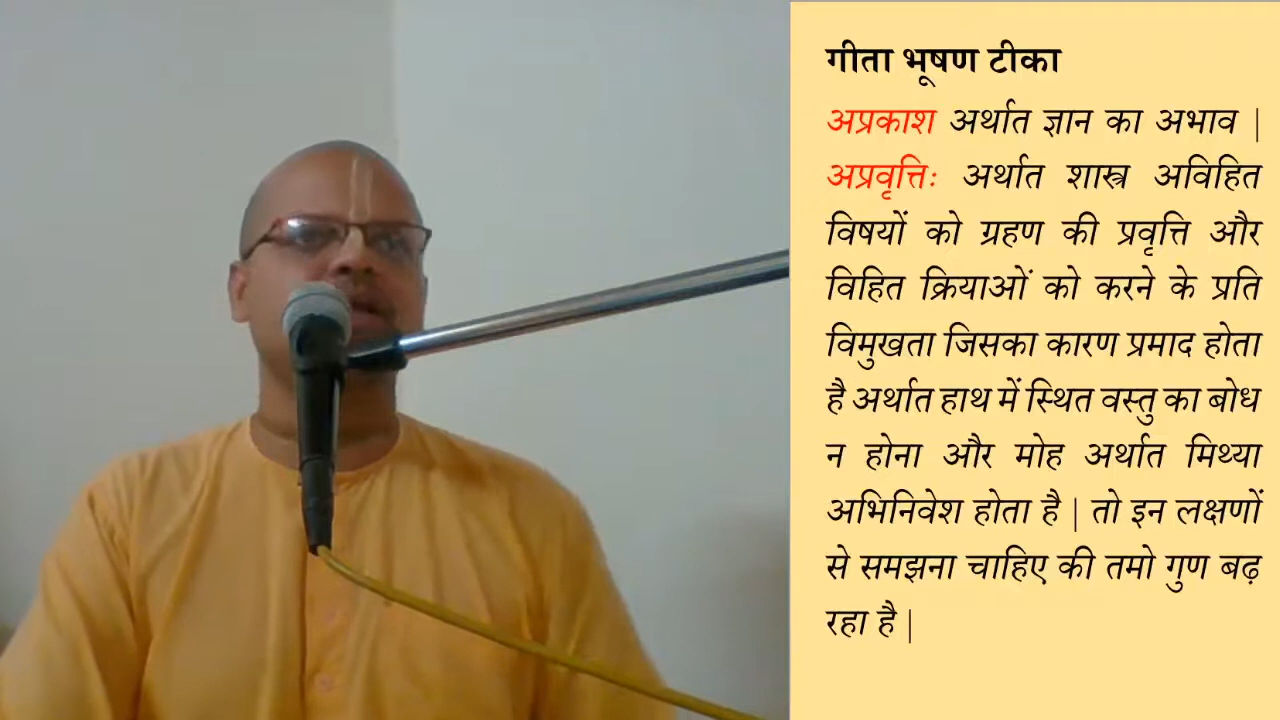 गीता भूषण टीका
अप्रकाश अर्थात ज्ञान का अभाव |
अप्रवृत्तिः अर्थात शास्त्र अविहित
विषयों को ग्रहण की प्रवृत्ति और
विहित क्रियाओं को करने के प्रति
विमुखता जिसका कारण प्रमाद होता
है अर्थात हाथ में स्थित वस्तु का बोध
न होना और मोह अर्थात मिथ्या
अभिनिवेश होता है | तो इन लक्षणों
से समझना चाहिए की तमो गुण बढ़
रहा है |